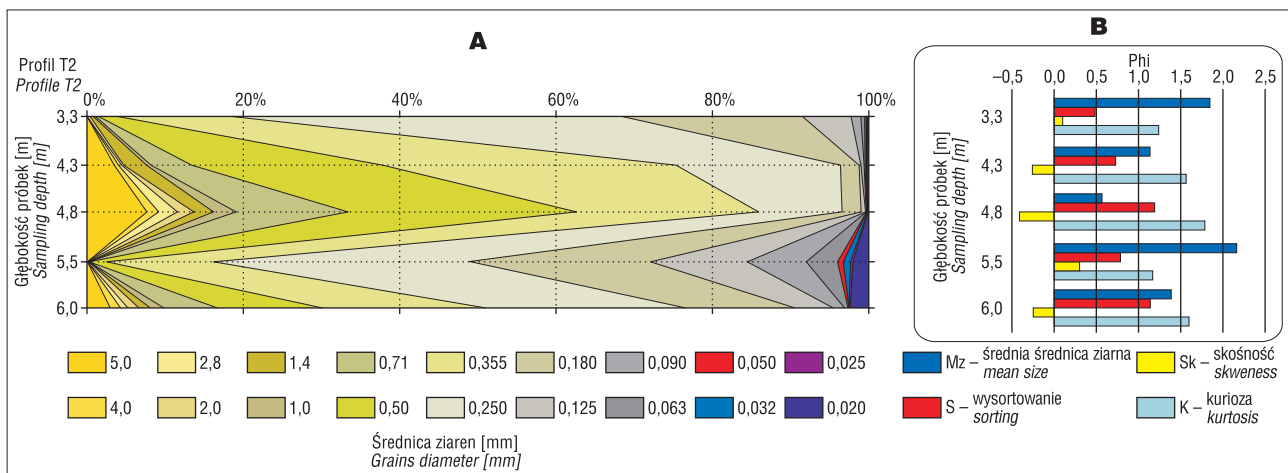 A
Profil T2
Profile T2
0% 20% 40% 60% 80% 100%
Głębokość próbek [m]
Sampling depth [m]
3,3
4,3
4,8
5,5
6,0
5,0 2,8 1,4 0,71 0,355 0,180 0,090 0,050 0,025
4,0 2,0 1,0 0,50 0,250 0,125 0,063 0,032 0,020
Średnica ziaren [mm]
Grains diameter [mm]
B
Phi
–0,5 0,0 0,5 1,0 1,5 2,0 2,5
Głębokość próbek [m]
Sampling depth [m]
3,3
4,3
4,8
5,5
6,0
Mz – średnia średnica ziarna
mean size
Sk – skośność
skweness
S – wysortowanie
sorting
K – kurioza
kurtosis